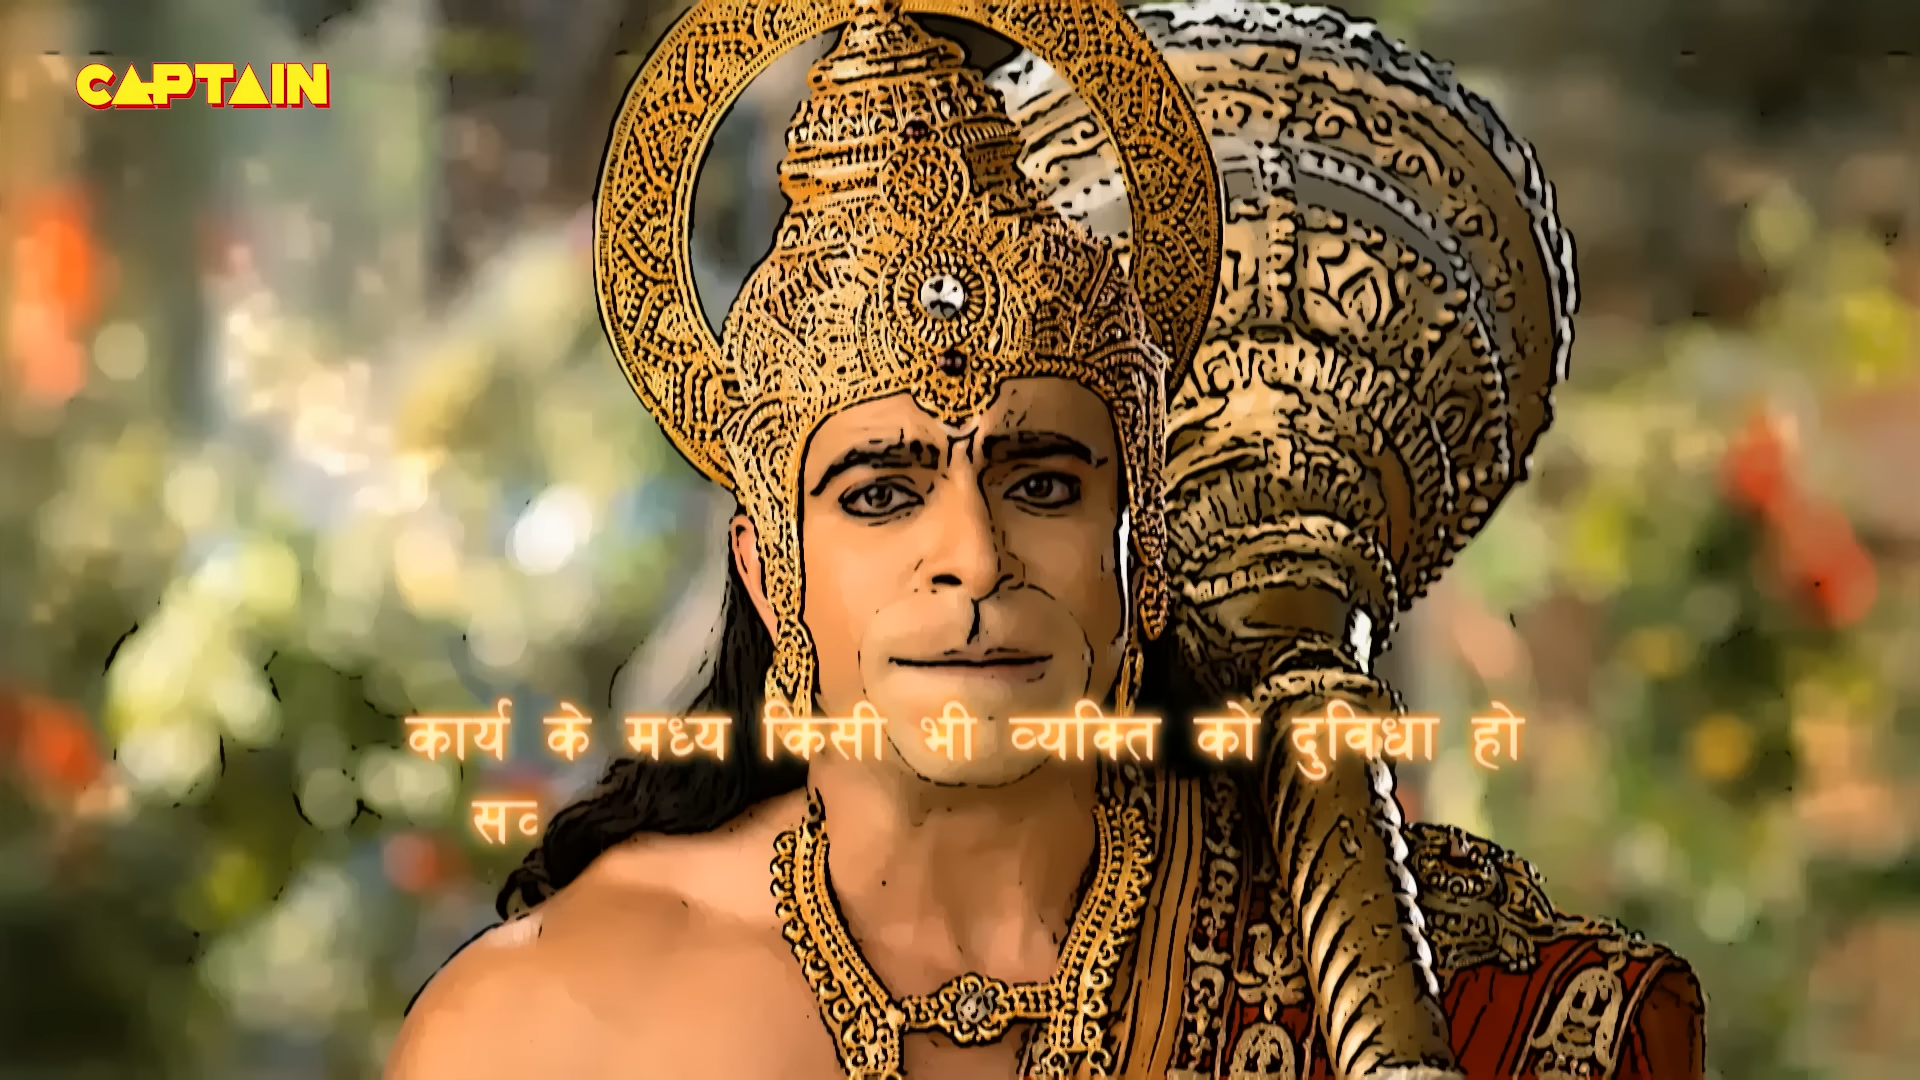 CAPTAIN
कार्य के मध्य किसी भी व्यक्ति को दुविधा हो